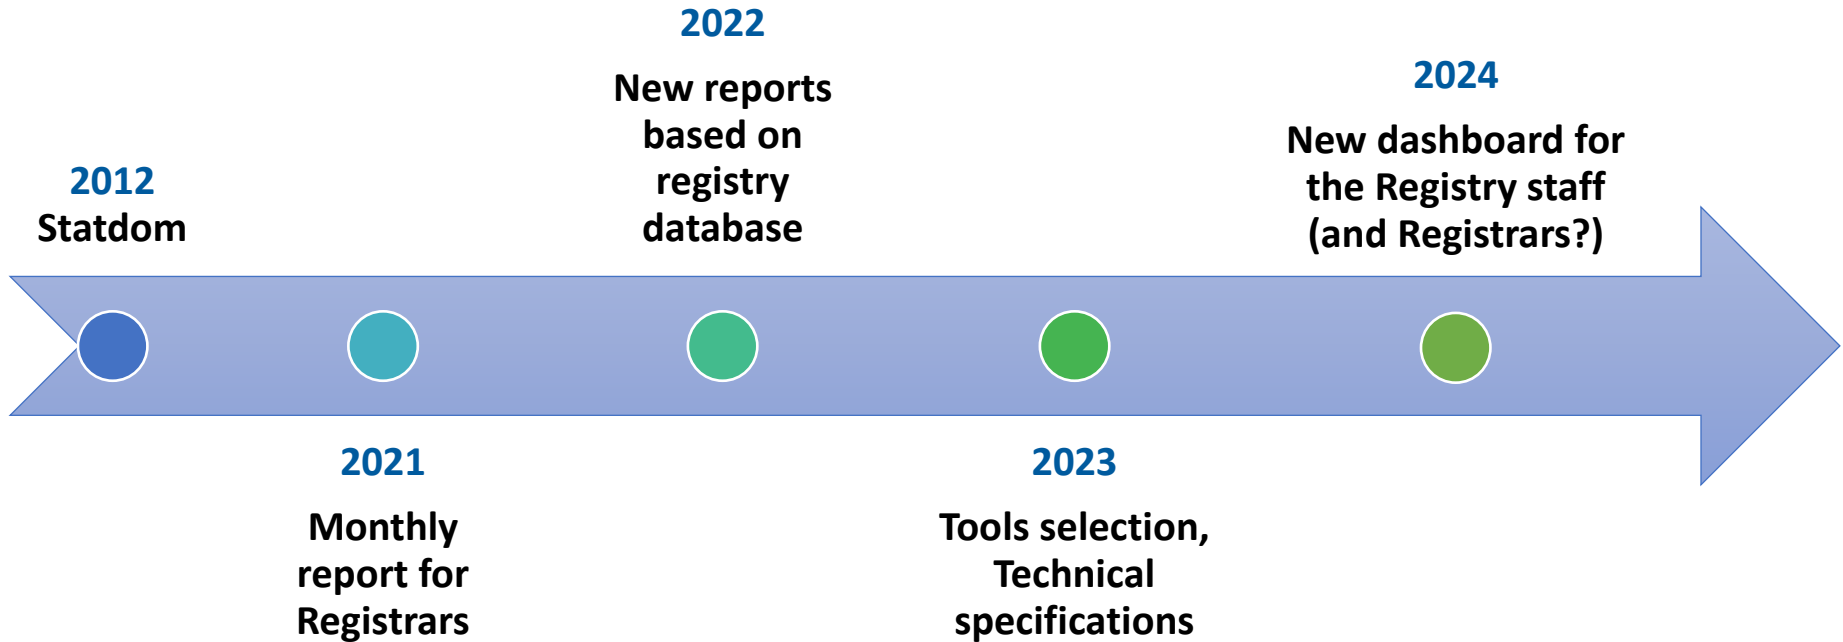 2012
Statdom
2021
Monthly
report for
Registrars
2022
New reports
based on
registry
database
2023
Tools selection,
Technical
specifications
2024
New dashboard for
the Registry staff
(and Registrars?)